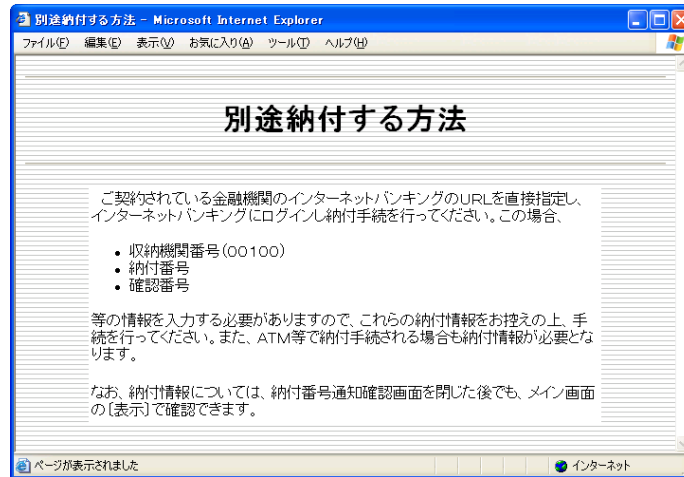 別途納付する方法 - Microsoft Internet Explorer
ファイル(F) 編集(E) 表示(V) お気に入り(A) ツール(T) ヘルプ(H)
別途納付する方法
ご契約されている金融機関のインターネットバンキングのURLを直接指定し、
インターネットバンキングにログインし納付手続を行ってください。この場合、
• 収納機関番号(00100)
• 納付番号
• 確認番号
等の情報を入力する必要がありますので、これらの納付情報をお控えの上、手
続を行ってください。また、ATM等で納付手続される場合も納付情報が必要とな
ります。
なお、納付情報については、納付番号通知確認画面を閉じた後でも、メイン画面
の[表示]で確認できます。
ページが表示されました インターネット